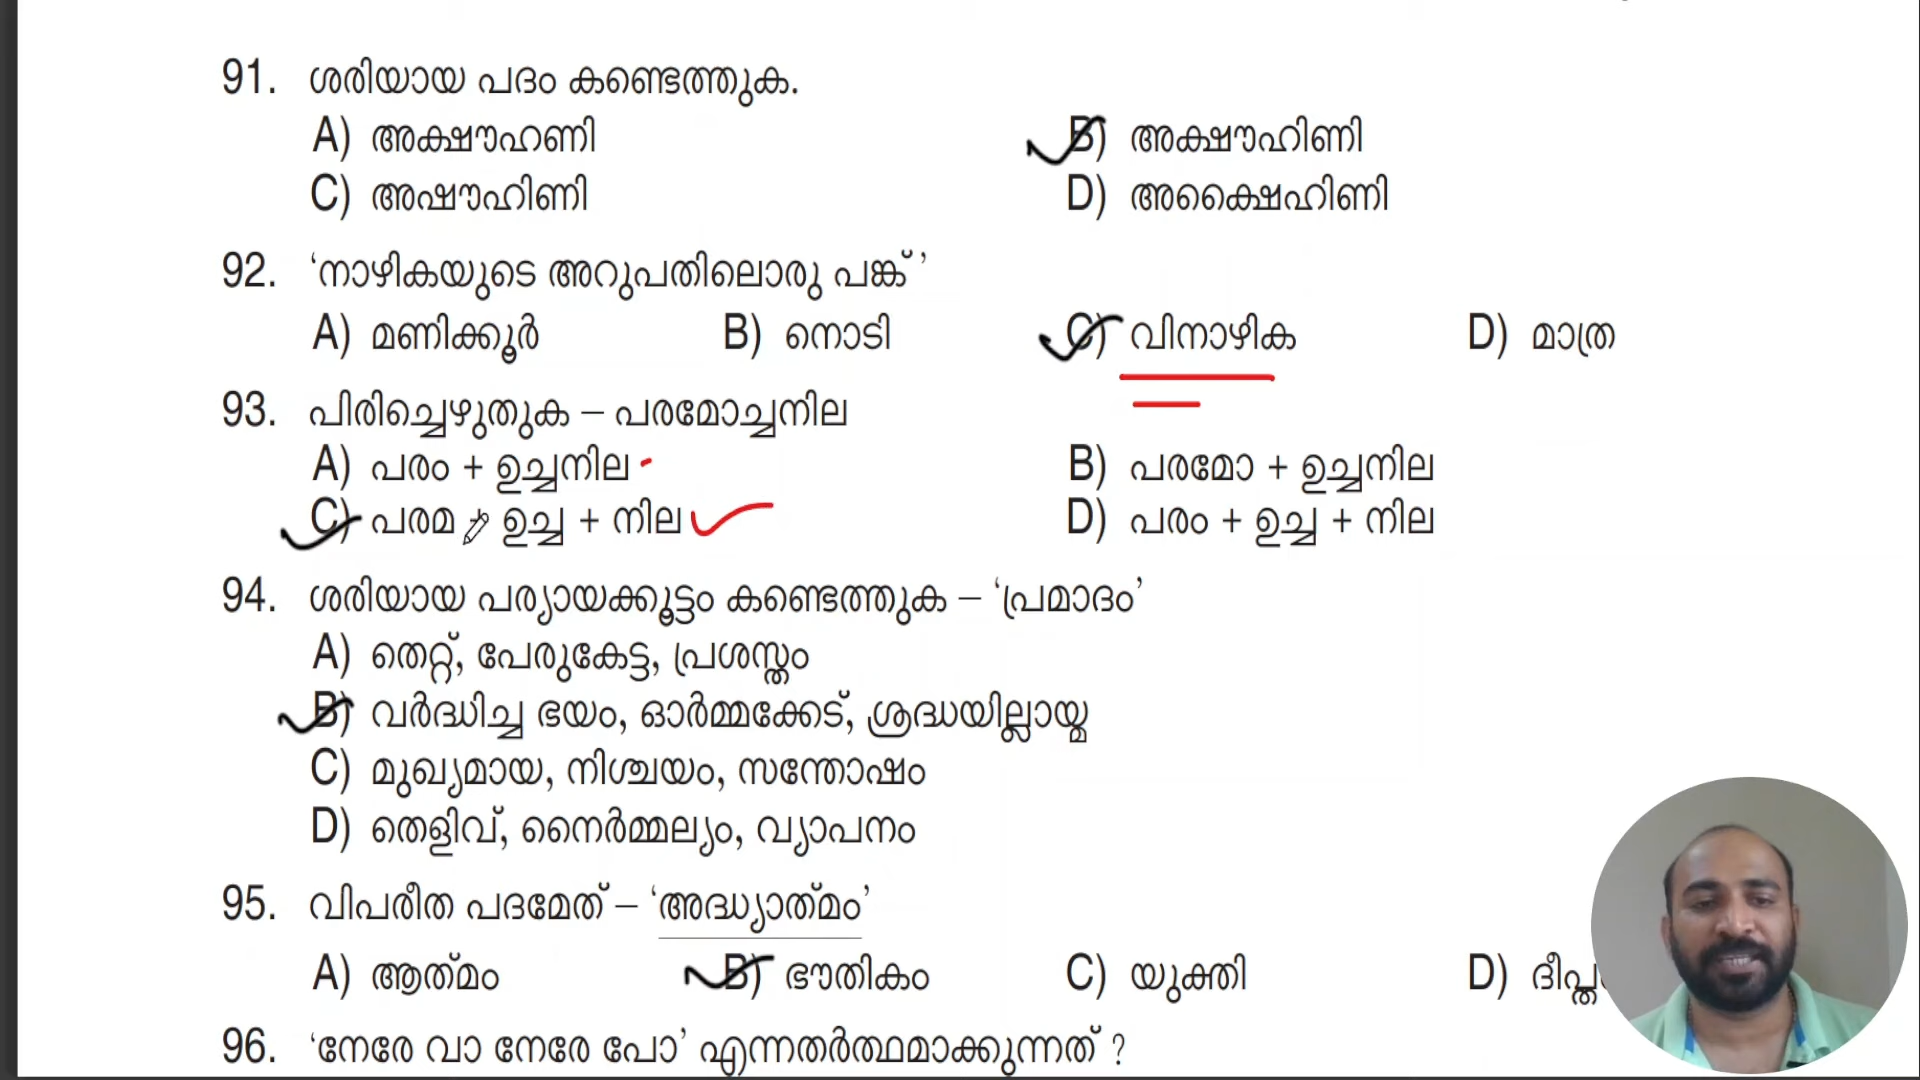 91. ശരിയായ പദം കണ്ടെത്തുക.
A) അക്ഷൗഹണി B) അക്ഷൗഹിണി
C) അഷൗഹിണി D) അക്ഷൈഹിണി
92. ‘നാഴികയുടെ അറുപതിലൊരു പങ്ക്’
A) മണിക്കൂർ B) നൊടി C) വിനാഴിക D) മാത്ര
93. പിരിച്ചെഴുതുക – പരമോച്ചനില
A) പരം + ഉച്ചനില B) പരമോ + ഉച്ചനില
C) പരമ ഉച്ച + നില D) പരം + ഉച്ച + നില
94. ശരിയായ പര്യായക്കൂട്ടം കണ്ടെത്തുക – ‘പ്രമാദം’
A) തെറ്റ്, പേരുകേട്ട, പ്രശസ്തം
B) വർദ്ധിച്ച ഭയം, ഓർമ്മക്കേട്, ശ്രദ്ധയില്ലായ്മ
C) മുഖ്യമായ, നിശ്ചയം, സന്തോഷം
D) തെളിവ്, നൈർമ്മല്യം, വ്യാപനം
95. വിപരീത പദമേത് – ‘അദ്ധ്യാത്മം’
A) ആത്മം B) ഭൗതികം C) യുക്തി D)
96. ‘നേരേ വാ നേരേ പോ’ എന്നതർത്ഥമാക്കുന്നത് ?